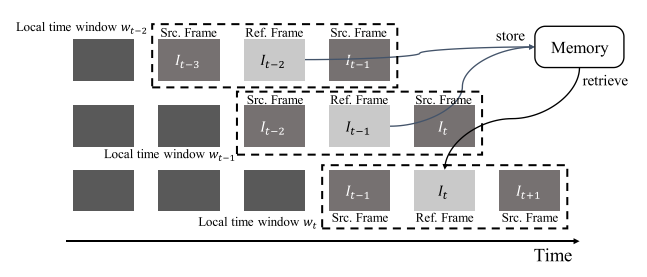 Local time window w_{t-2}
Src. Frame Ref. Frame Src. Frame
I_{t-3} I_{t-2} I_{t-1}
store
Memory
retrieve
Src. Frame Ref. Frame Src. Frame
I_{t-2} I_{t-1} I_t
Local time window w_{t-1}
I_{t-1} I_t I_{t+1}
Src. Frame Ref. Frame Src. Frame
Local time window w_t
Time